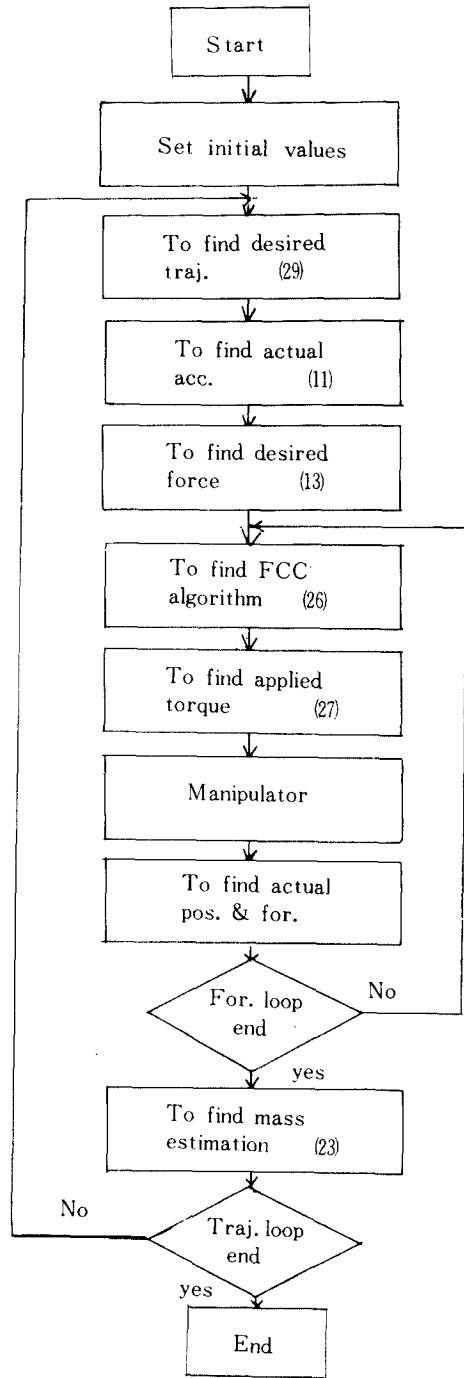 Start
Set initial values
To find desired
traj. (29)
To find actual
acc. (11)
To find desired
force (13)
To find FCC
algorithm (26)
To find applied
torque (27)
Manipulator
To find actual
pos. & for.
For. loop
end
No
yes
To find mass
estimation (23)
No
Traj. loop
end
yes
End